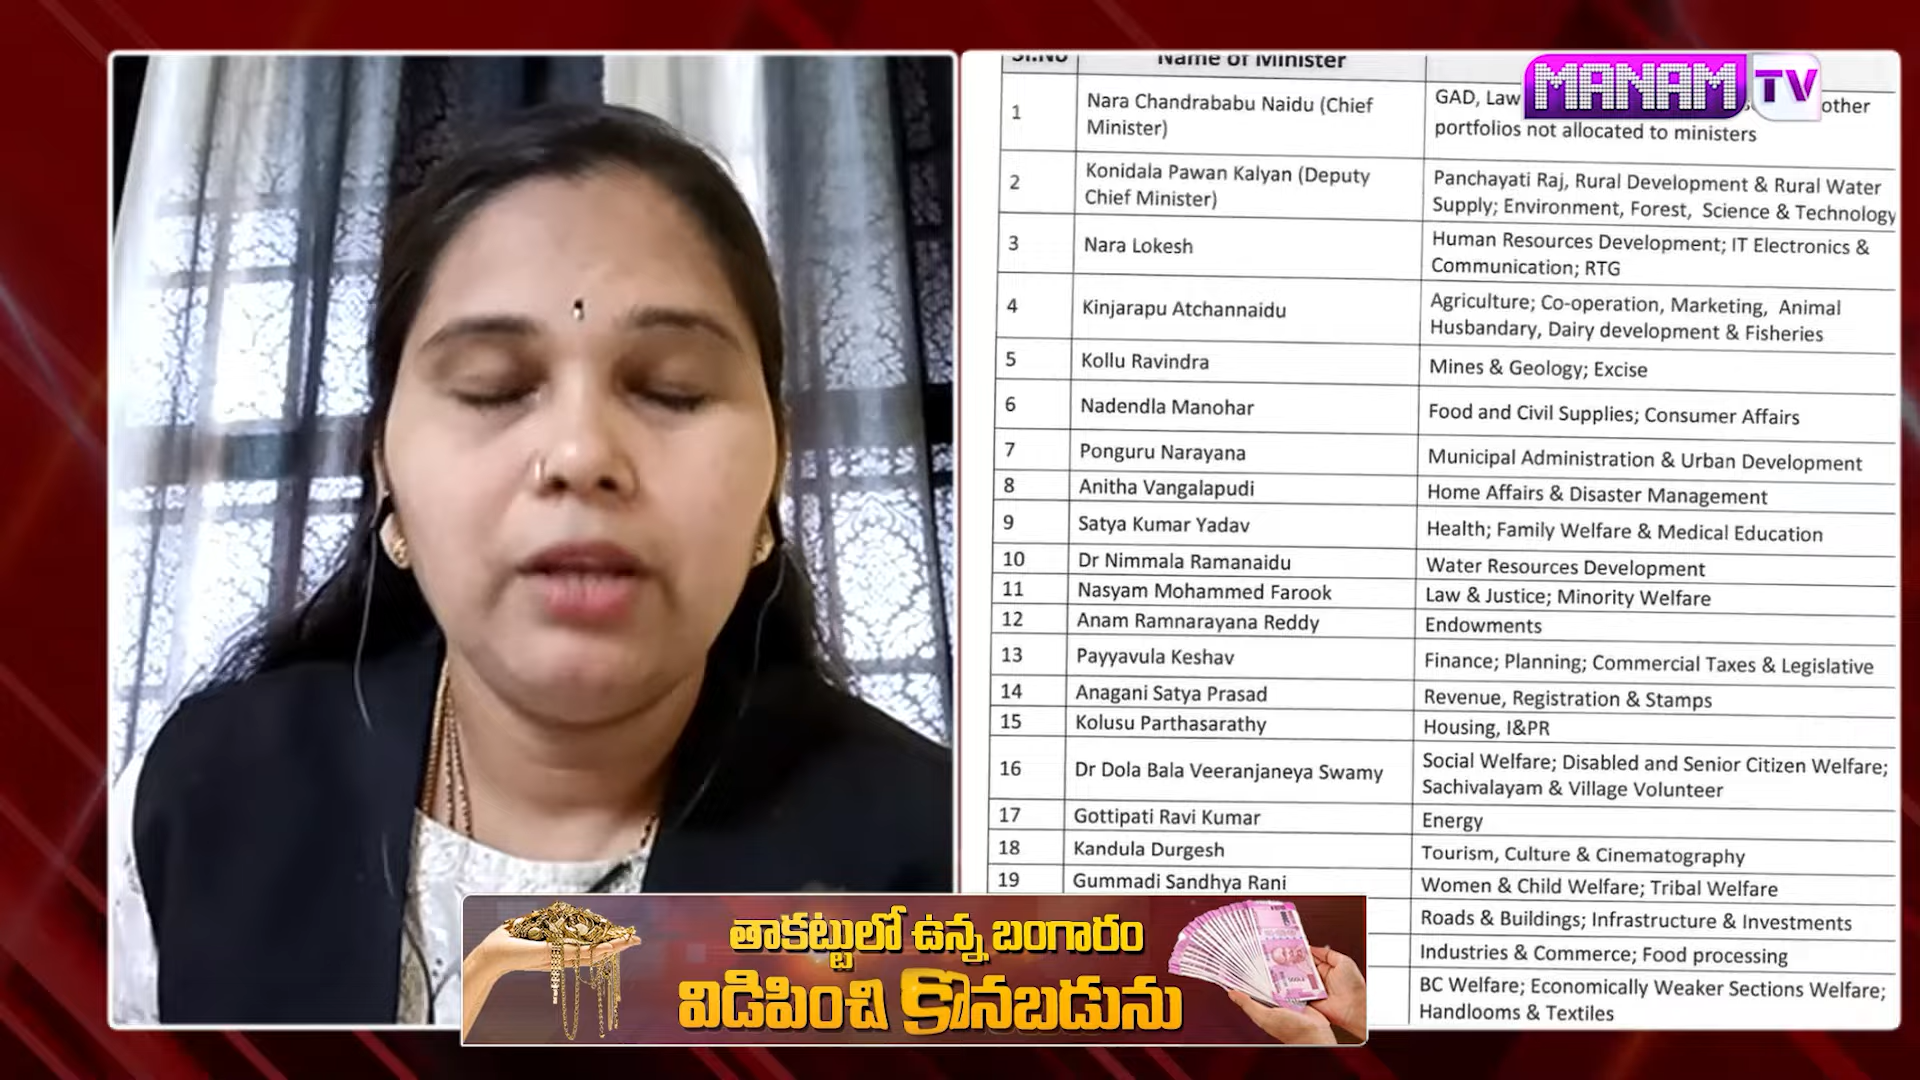 MANAM TV
Sl.No Name of Minister
1 Nara Chandrababu Naidu (Chief
Minister)
GAD, Law other
portfolios not allocated to ministers
2 Konidala Pawan Kalyan (Deputy
Chief Minister)
Panchayati Raj, Rural Development & Rural Water
Supply; Environment, Forest, Science & Technology
3 Nara Lokesh
Human Resources Development; IT Electronics &
Communication; RTG
4 Kinjarapu Atchannaidu
Agriculture; Co-operation, Marketing, Animal
Husbandary, Dairy development & Fisheries
5 Kollu Ravindra Mines & Geology; Excise
6 Nadendla Manohar Food and Civil Supplies; Consumer Affairs
7 Ponguru Narayana Municipal Administration & Urban Development
8 Anitha Vangalapudi Home Affairs & Disaster Management
9 Satya Kumar Yadav Health; Family Welfare & Medical Education
10 Dr Nimmala Ramanaidu Water Resources Development
11 Nasyam Mohammed Farook Law & Justice; Minority Welfare
12 Anam Ramnarayana Reddy Endowments
13 Payyavula Keshav Finance; Planning; Commercial Taxes & Legislative
14 Anagani Satya Prasad Revenue, Registration & Stamps
15 Kolusu Parthasarathy Housing, I&PR
16 Dr Dola Bala Veeranjaneya Swamy
Social Welfare; Disabled and Senior Citizen Welfare;
Sachivalayam & Village Volunteer
17 Gottipati Ravi Kumar Energy
18 Kandula Durgesh Tourism, Culture & Cinematography
19 Gummadi Sandhya Rani Women & Child Welfare; Tribal Welfare
Roads & Buildings; Infrastructure & Investments
Industries & Commerce; Food processing
BC Welfare; Economically Weaker Sections Welfare;
Handlooms & Textiles
తాకట్టులో ఉన్న బంగారం
విడిపించి కొనబడును